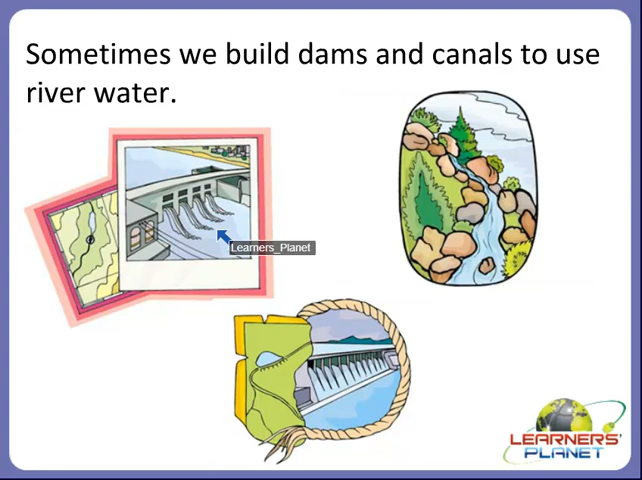 Sometimes we build dams and canals to use
river water.
Learners_Planet
LEARNERS'
PLANET